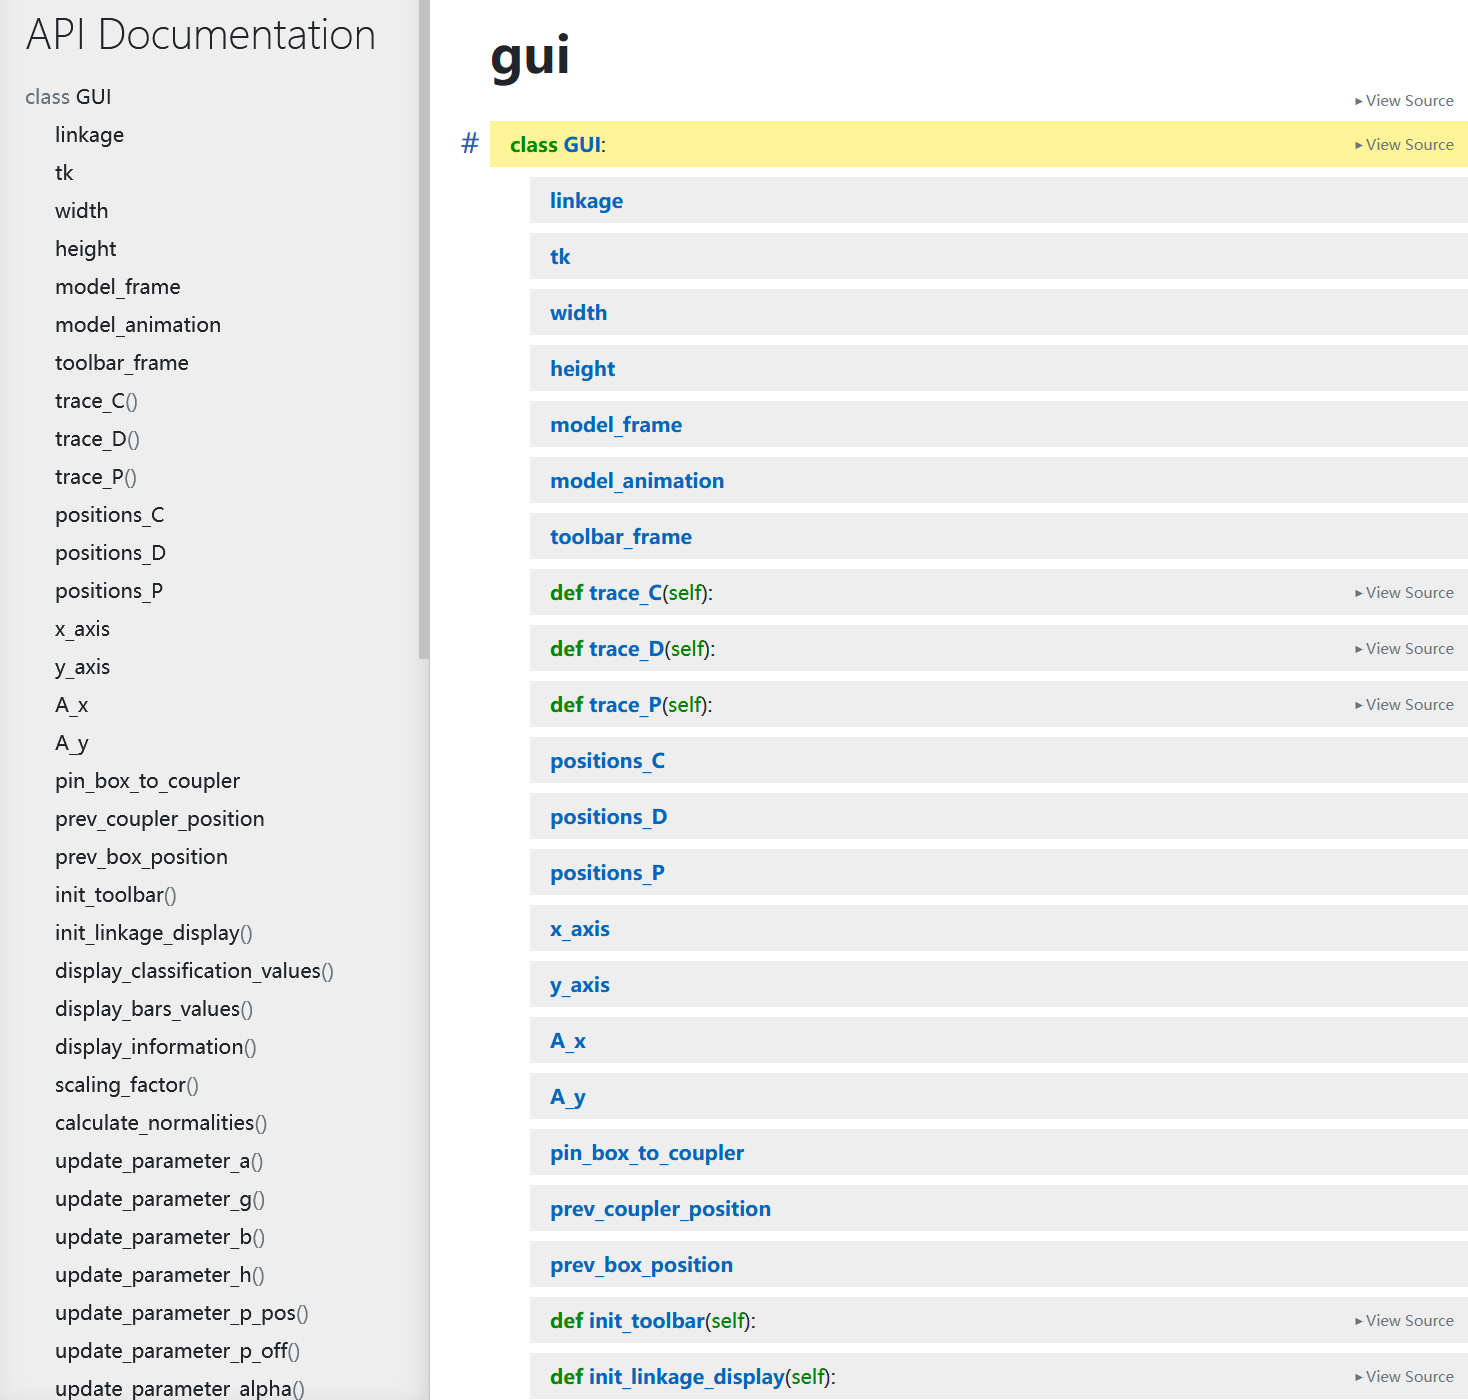 API Documentation
class GUI
linkage
tk
width
height
model_frame
model_animation
toolbar_frame
trace_C()
trace_D()
trace_P()
positions_C
positions_D
positions_P
x_axis
y_axis
A_x
A_y
pin_box_to_coupler
prev_coupler_position
prev_box_position
init_toolbar()
init_linkage_display()
display_classification_values()
display_bars_values()
display_information()
scaling_factor()
calculate_normalities()
update_parameter_a()
update_parameter_g()
update_parameter_b()
update_parameter_h()
update_parameter_p_pos()
update_parameter_p_off()
update_parameter_alpha()
gui
▸ View Source
# class GUI: ▸ View Source
linkage
tk
width
height
model_frame
model_animation
toolbar_frame
def trace_C(self): ▸ View Source
def trace_D(self): ▸ View Source
def trace_P(self): ▸ View Source
positions_C
positions_D
positions_P
x_axis
y_axis
A_x
A_y
pin_box_to_coupler
prev_coupler_position
prev_box_position
def init_toolbar(self): ▸ View Source
def init_linkage_display(self): ▸ View Source